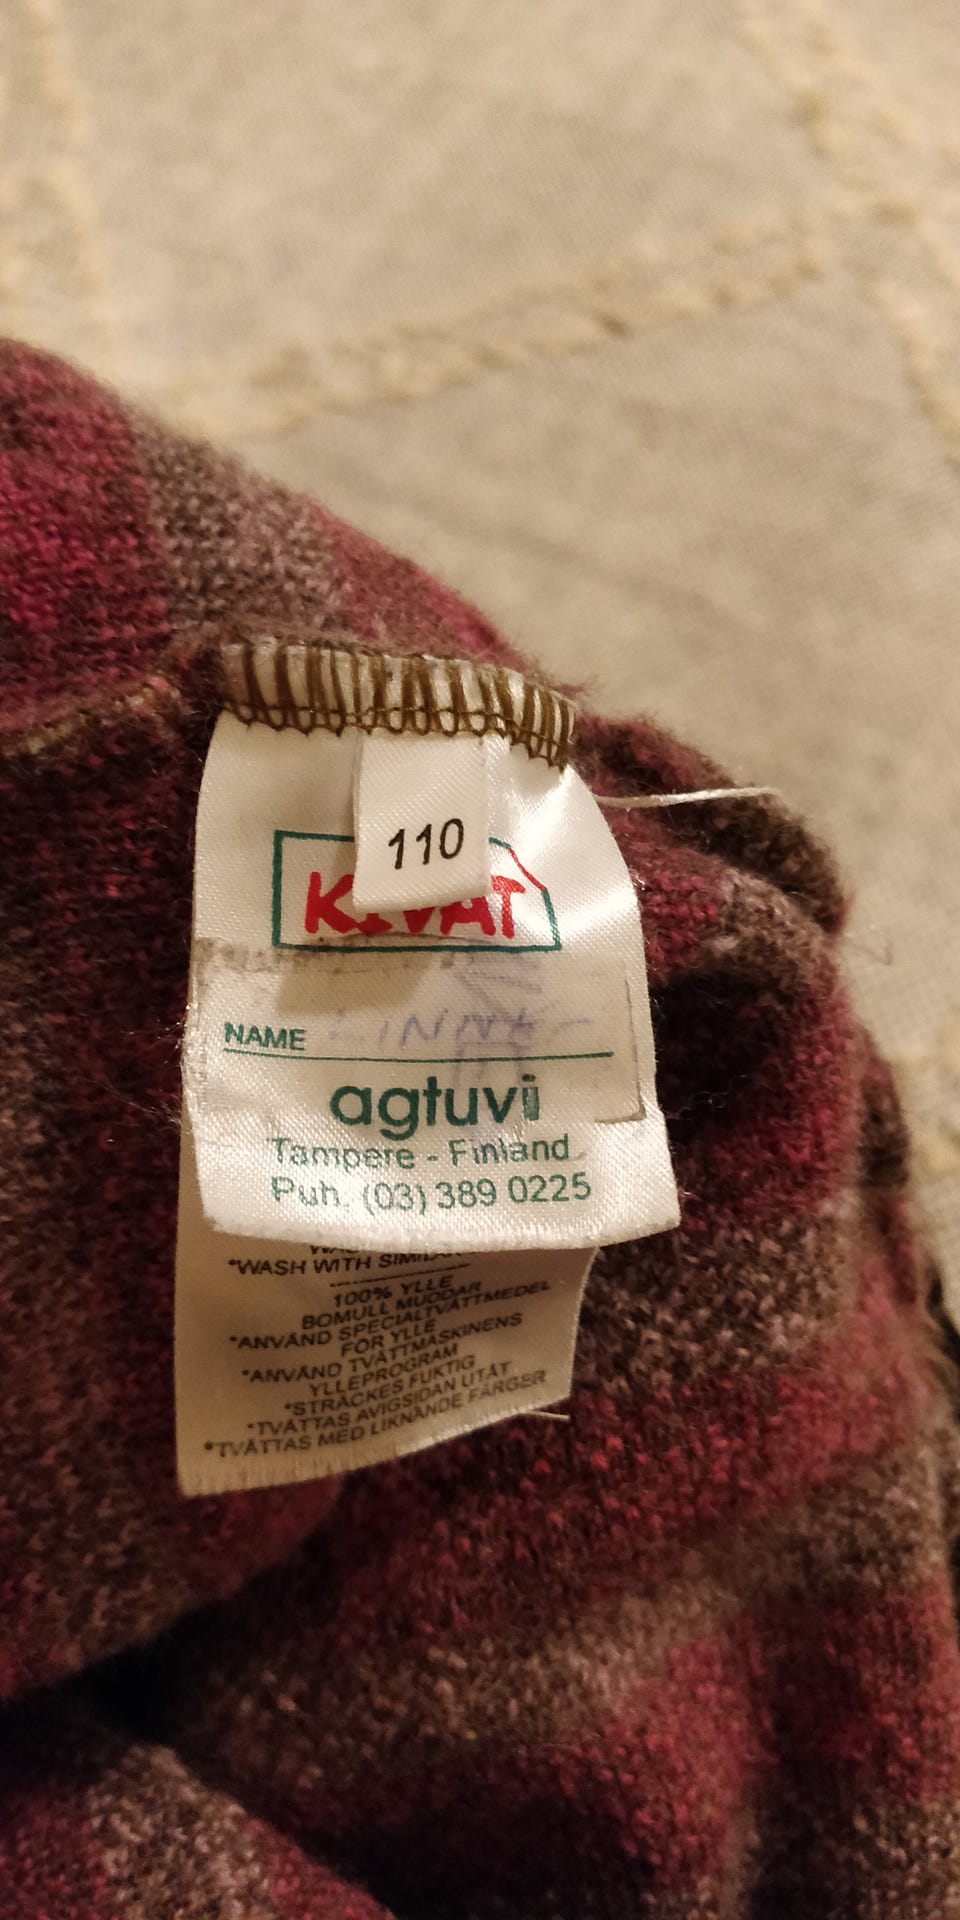 110
KIVAT
NAME LINNE
agtuvi
Tampere - Finland
Puh. (03) 389 0225
*WASH WITH
100% YLLE
BOMULL MUDDAR
*ANVÄND SPECIALTVÄTTMEDEL
FÖR YLLE
*ANVÄND TVÄTTMASKINENS
YLLEPROGRAM
*STRÄCKES FUKTIG
*TVÄTTAS AVIGSIDAN UTÅT
*TVÄTTAS MED LIKNANDE FÄRGER